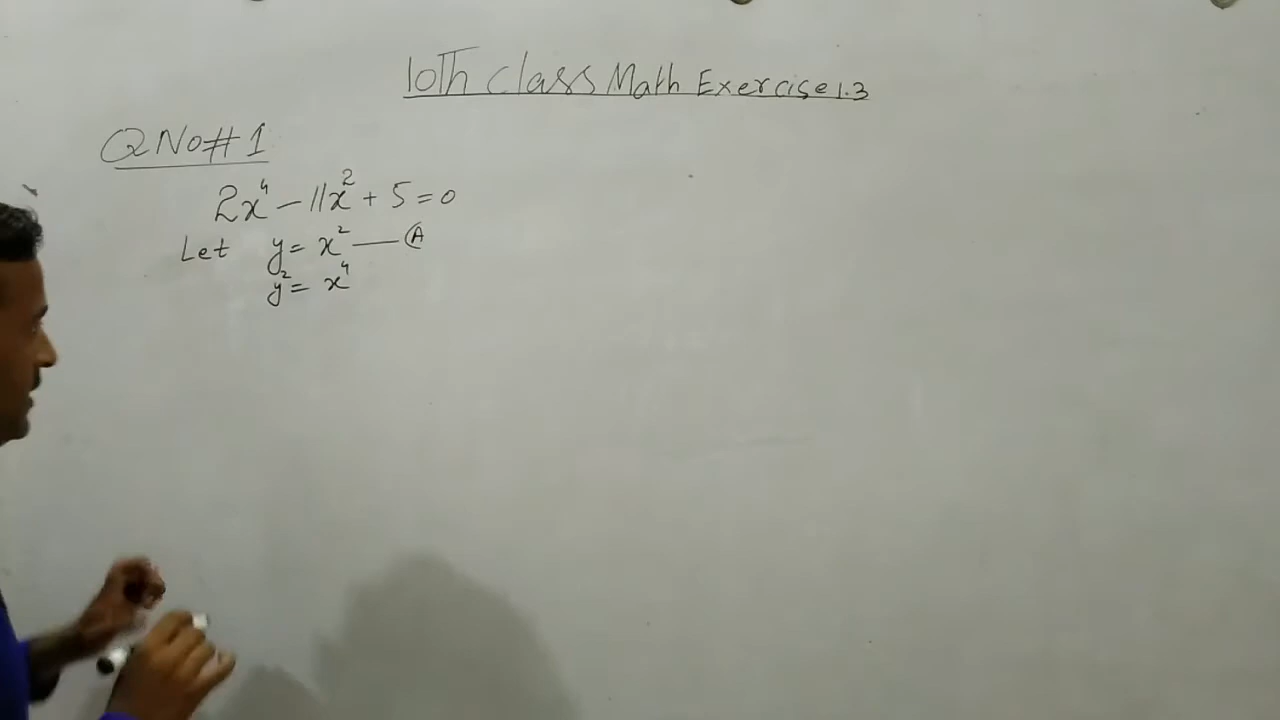 10Th Class Math Exercise 1.3
Q No# 1
2x⁴ - 11x² + 5 = 0
Let y = x² — Ⓐ
y² = x⁴